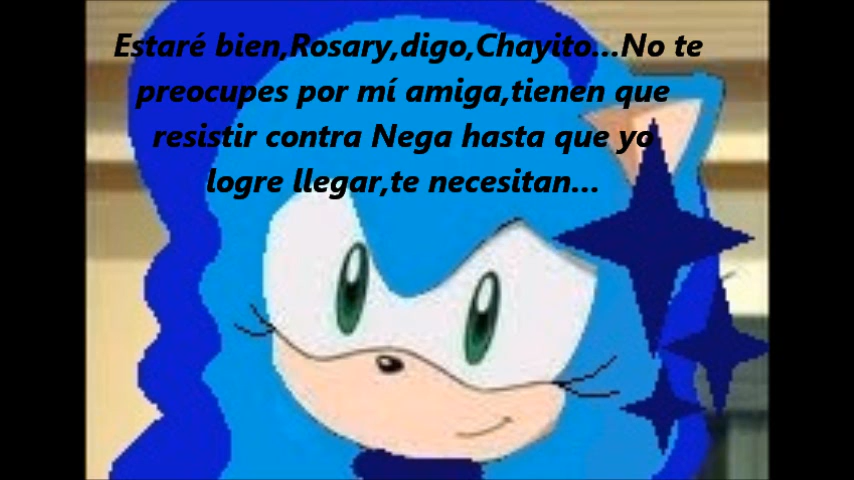 Estaré bien,Rosary,digo,Chayito...No te
preocupes por mí amiga,tienen que
resistir contra Nega hasta que yo
logre llegar,te necesitan...